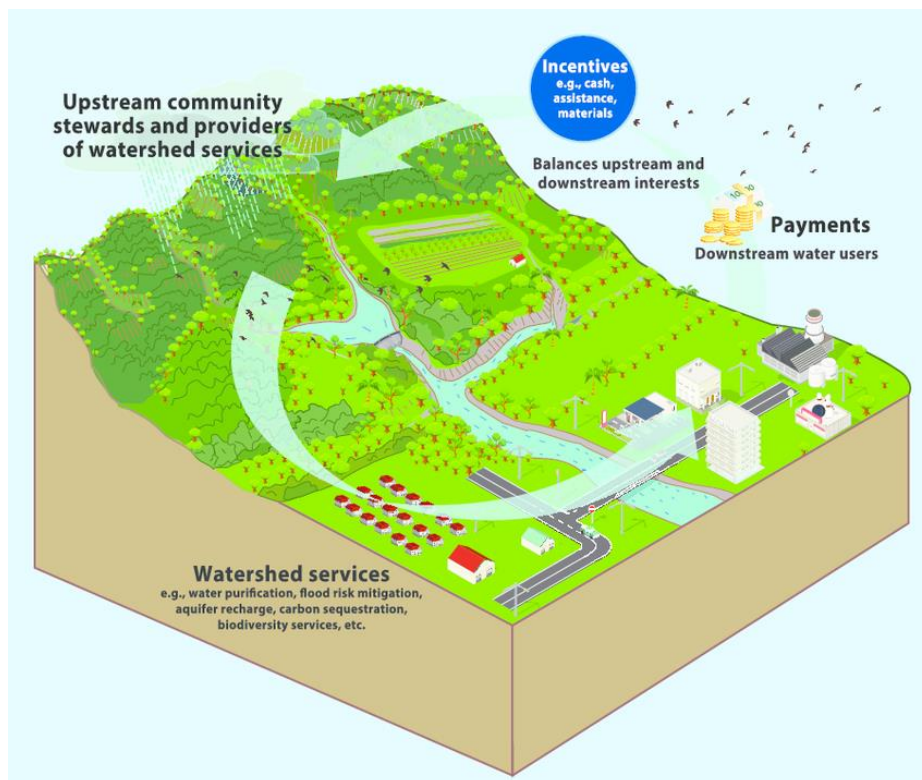 Upstream community
stewards and providers
of watershed services
Incentives
e.g., cash,
assistance,
materials
Balances upstream and
downstream interests
Payments
Downstream water users
Watershed services
e.g., water purification, flood risk mitigation,
aquifer recharge, carbon sequestration,
biodiversity services, etc.